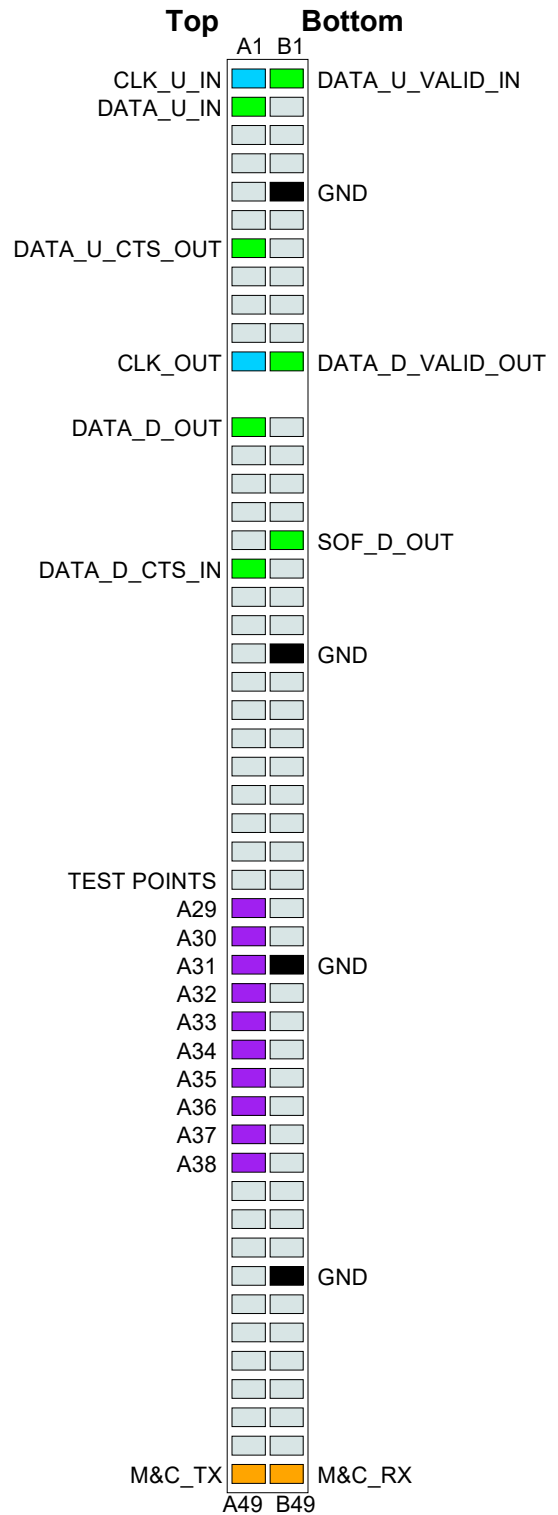 Top Bottom
A1 B1
CLK_U_IN DATA_U_VALID_IN
DATA_U_IN
GND
DATA_U_CTS_OUT
CLK_OUT DATA_D_VALID_OUT
DATA_D_OUT
SOF_D_OUT
DATA_D_CTS_IN
GND
TEST POINTS
A29
A30
A31 GND
A32
A33
A34
A35
A36
A37
A38
GND
M&C_TX M&C_RX
A49 B49